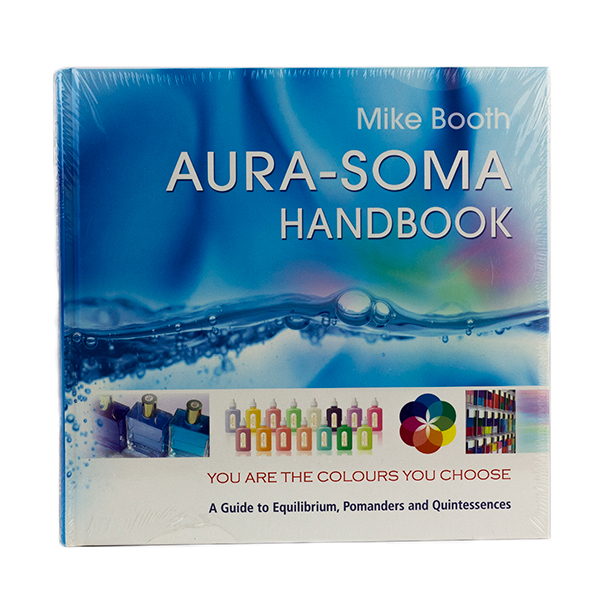 Mike Booth
AURA-SOMA
HANDBOOK
YOU ARE THE COLOURS YOU CHOOSE
A Guide to Equilibrium, Pomanders and Quintessences